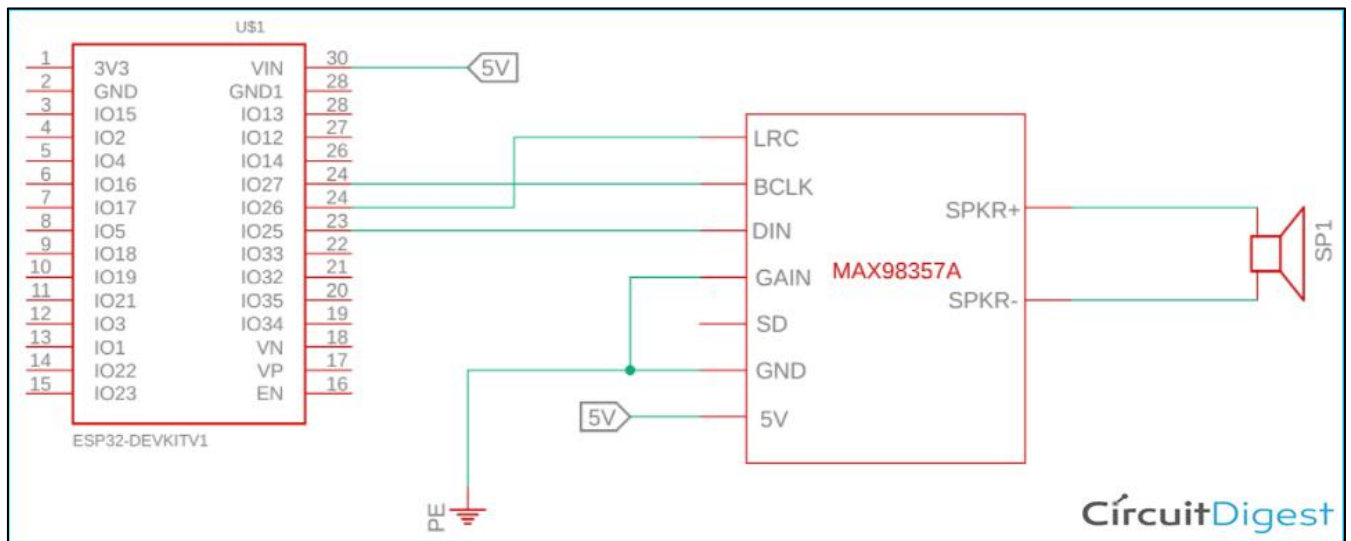 U$1
1 3V3 VIN 30
2 GND GND1 28
3 IO15 IO13 28
4 IO2 IO12 27
5 IO4 IO14 26
6 IO16 IO27 24
7 IO17 IO26 24
8 IO5 IO25 23
9 IO18 IO33 22
10 IO19 IO32 21
11 IO21 IO35 20
12 IO3 IO34 19
13 IO1 VN 18
14 IO22 VP 17
15 IO23 EN 16
ESP32-DEVKITV1
5V
LRC
BCLK
DIN
GAIN
SD
GND
5V
5V
MAX98357A
SPKR+
SPKR-
SP1
PE
CircuitDigest